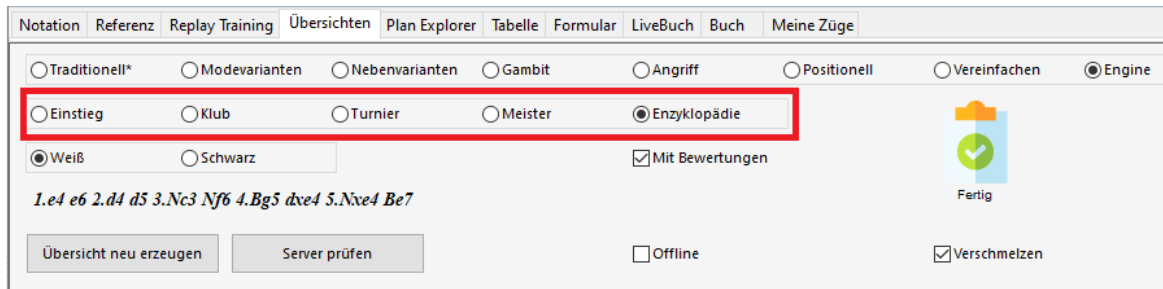 Notation Referenz Replay Training Übersichten Plan Explorer Tabelle Formular LiveBuch Buch Meine Züge
Traditionell* Modevarianten Nebenvarianten Gambit Angriff Positionell Vereinfachen Engine
Einstieg Klub Turnier Meister Enzyklopädie
Weiß Schwarz Mit Bewertungen
Fertig
1.e4 e6 2.d4 d5 3.Nc3 Nf6 4.Bg5 dxe4 5.Nxe4 Be7
Übersicht neu erzeugen Server prüfen Offline Verschmelzen